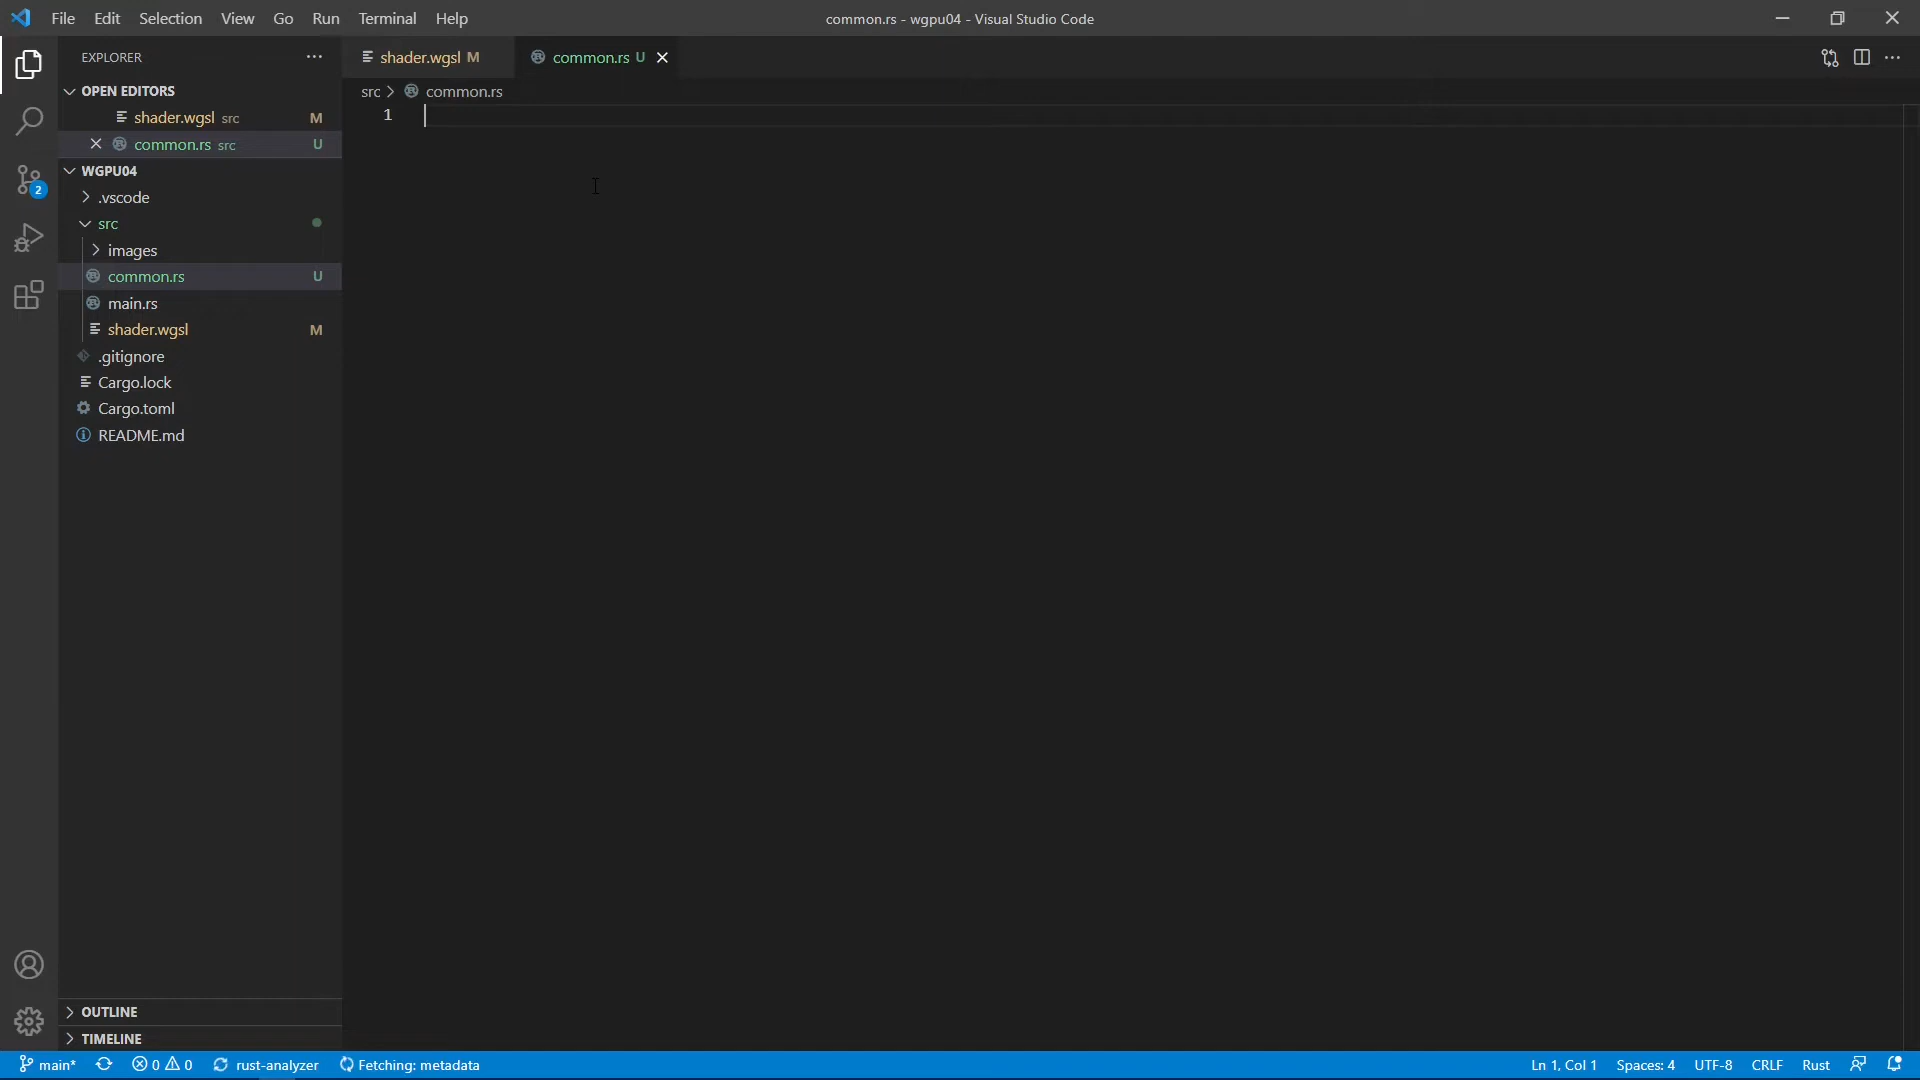 File Edit Selection View Go Run Terminal Help
common.rs - wgpu04 - Visual Studio Code
EXPLORER
OPEN EDITORS
shader.wgsl src M
common.rs src U
WGPU04
.vscode
src
images
common.rs U
main.rs
shader.wgsl M
.gitignore
Cargo.lock
Cargo.toml
README.md
OUTLINE
TIMELINE
2
shader.wgsl M
common.rs U
src > common.rs
1
main* 0 0 rust-analyzer Fetching: metadata
Ln 1, Col 1 Spaces: 4 UTF-8 CRLF Rust